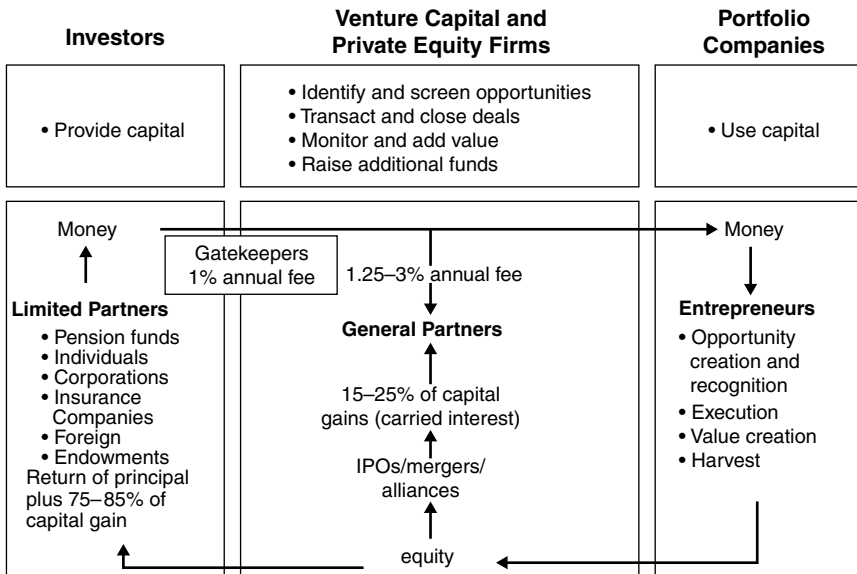 Investors
Venture Capital and
Private Equity Firms
Portfolio
Companies
• Provide capital
• Identify and screen opportunities
• Transact and close deals
• Monitor and add value
• Raise additional funds
• Use capital
Money
Gatekeepers
1% annual fee
Limited Partners
• Pension funds
• Individuals
• Corporations
• Insurance
Companies
• Foreign
• Endowments
Return of principal
plus 75–85% of
capital gain
1.25–3% annual fee
General Partners
15–25% of capital
gains (carried interest)
IPOs/mergers/
alliances
equity
Money
Entrepreneurs
• Opportunity
creation and
recognition
• Execution
• Value creation
• Harvest